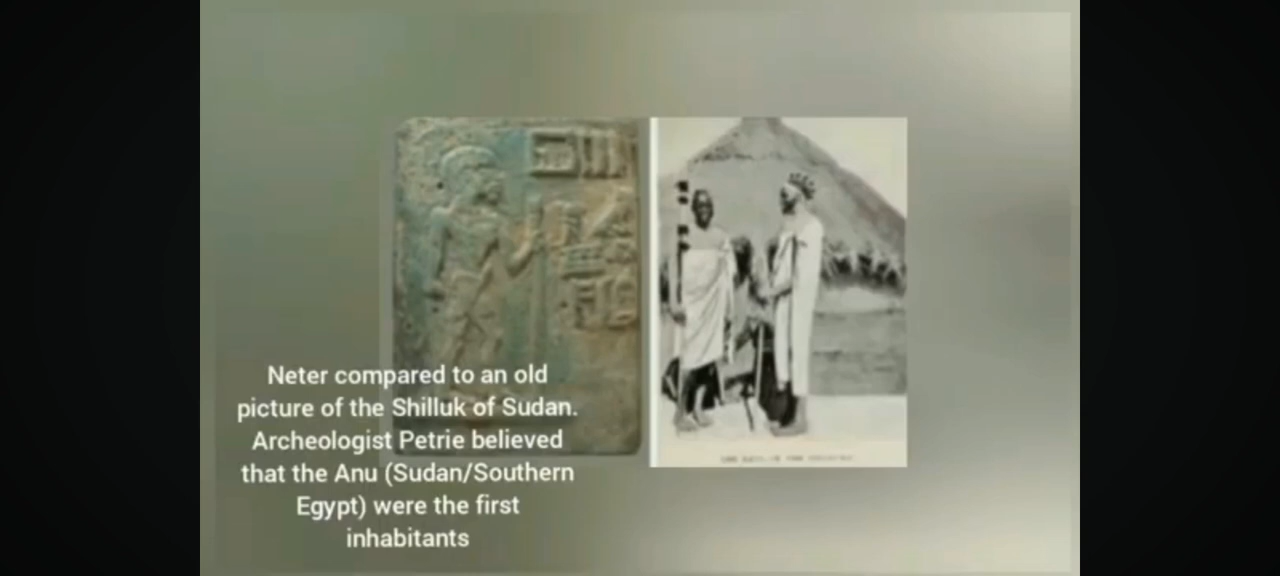 Neter compared to an old
picture of the Shilluk of Sudan.
Archeologist Petrie believed
that the Anu (Sudan/Southern
Egypt) were the first
inhabitants